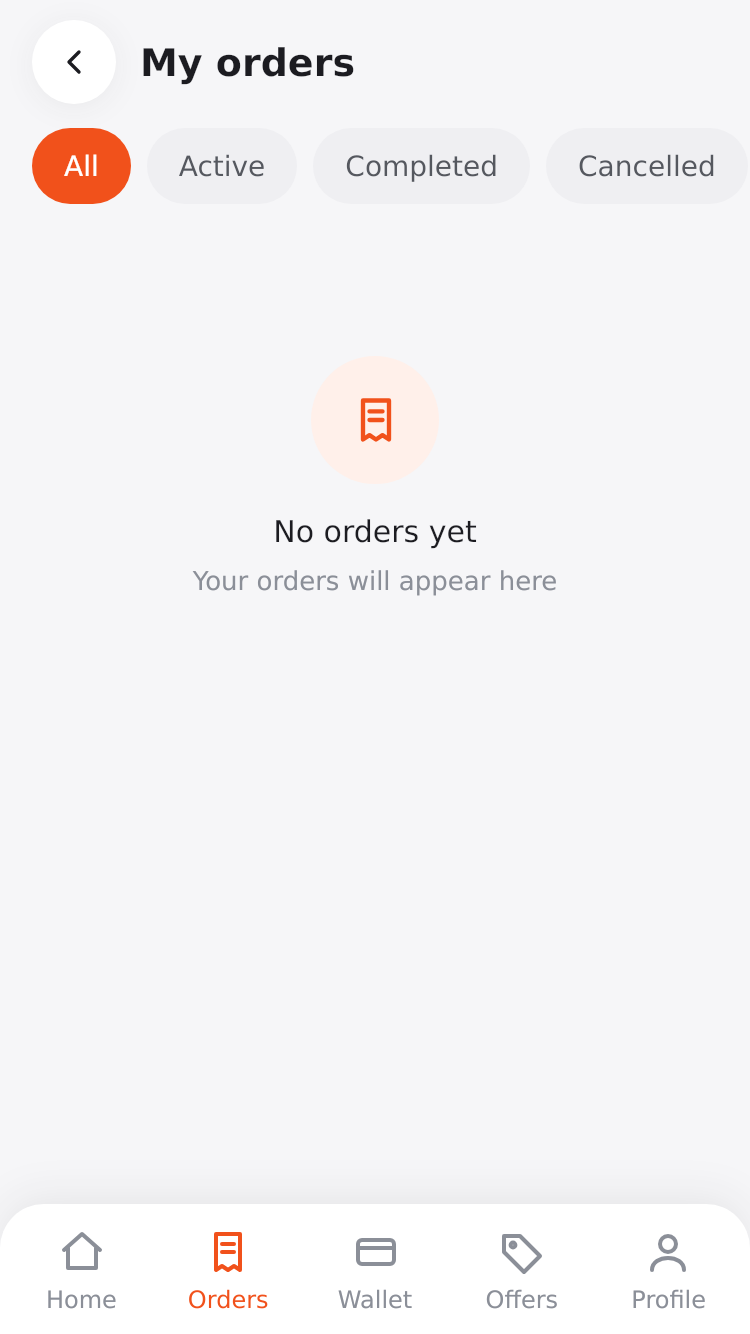 My orders
All Active Completed Cancelled
No orders yet
Your orders will appear here
Home Orders Wallet Offers Profile